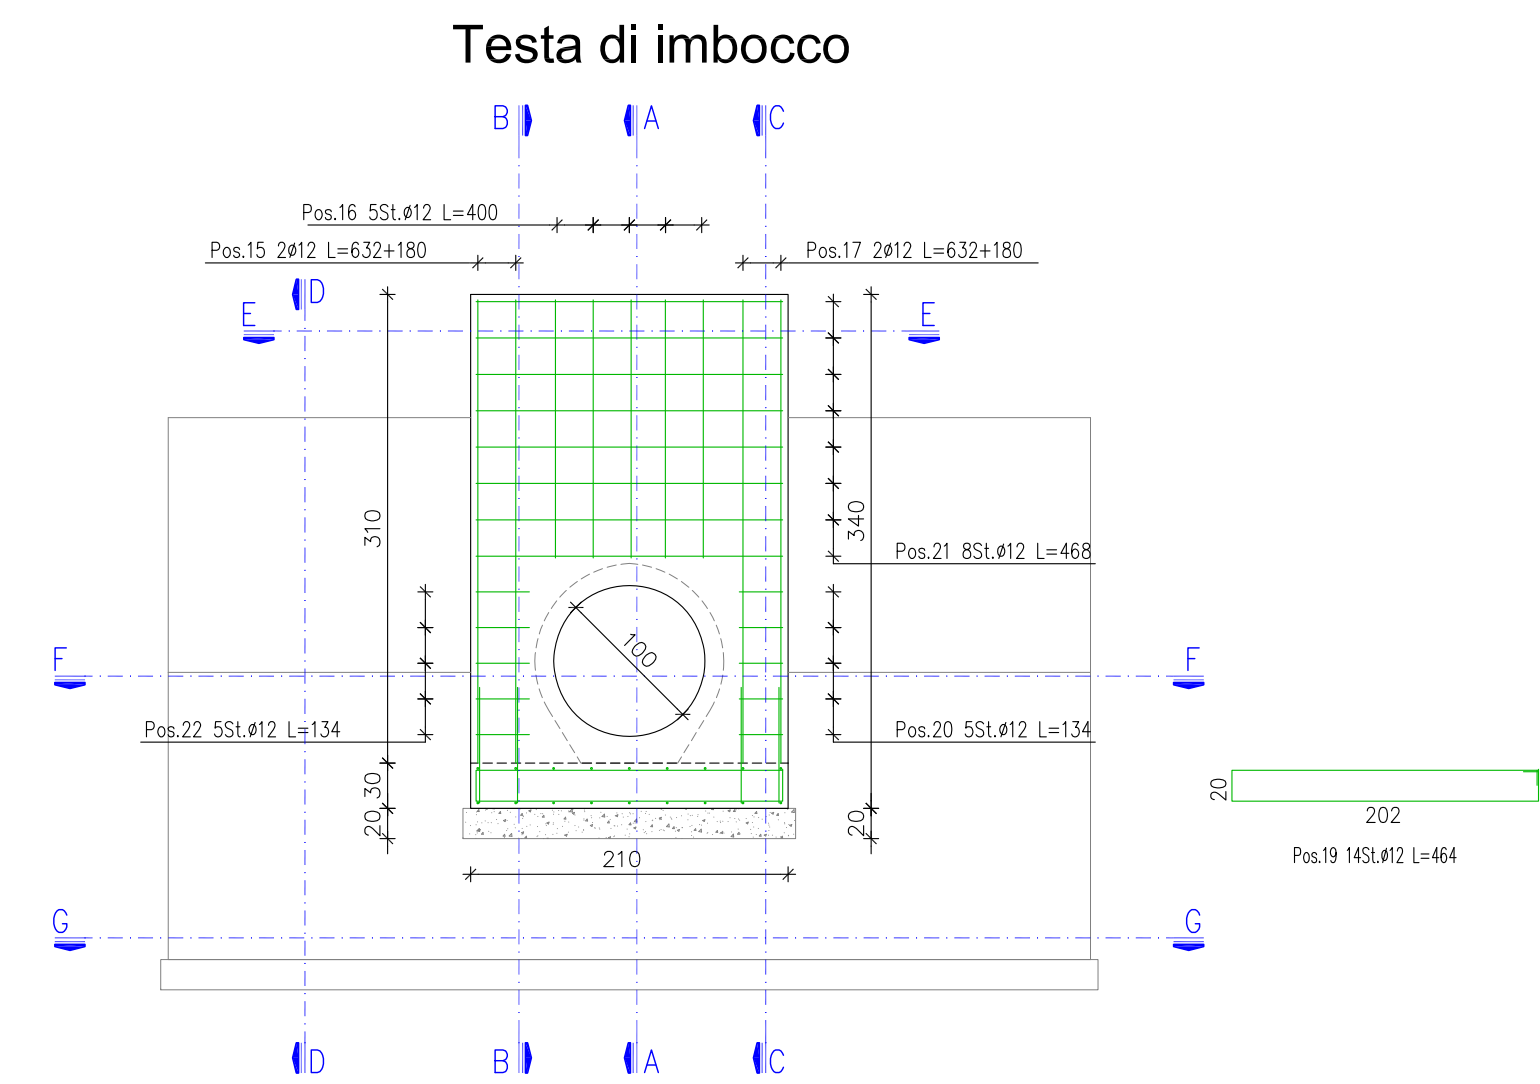 Testa di imbocco
B A C
Pos.16 5St.ø12 L=400
Pos.15 2ø12 L=632+180
Pos.17 2ø12 L=632+180
D
E E
310
340
Pos.21 8St.ø12 L=468
100
F F
Pos.22 5St.ø12 L=134
Pos.20 5St.ø12 L=134
30
20
20
20
202
210
Pos.19 14St.ø12 L=464
G G
D B A C